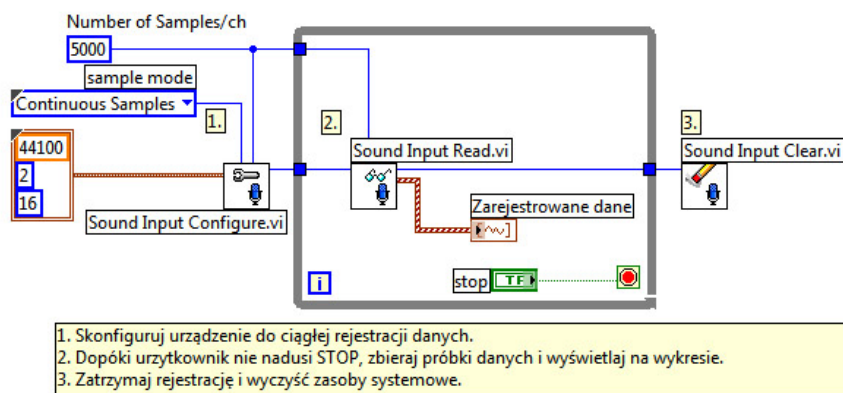 Number of Samples/ch
5000
sample mode
Continuous Samples
1.
44100
2
16
Sound Input Configure.vi
2.
Sound Input Read.vi
Zarejestrowane dane
i
stop
TF
3.
Sound Input Clear.vi
1. Skonfiguruj urządzenie do ciągłej rejestracji danych.
2. Dopóki urzytkownik nie nadusi STOP, zbieraj próbki danych i wyświetlaj na wykresie.
3. Zatrzymaj rejestrację i wyczyść zasoby systemowe.